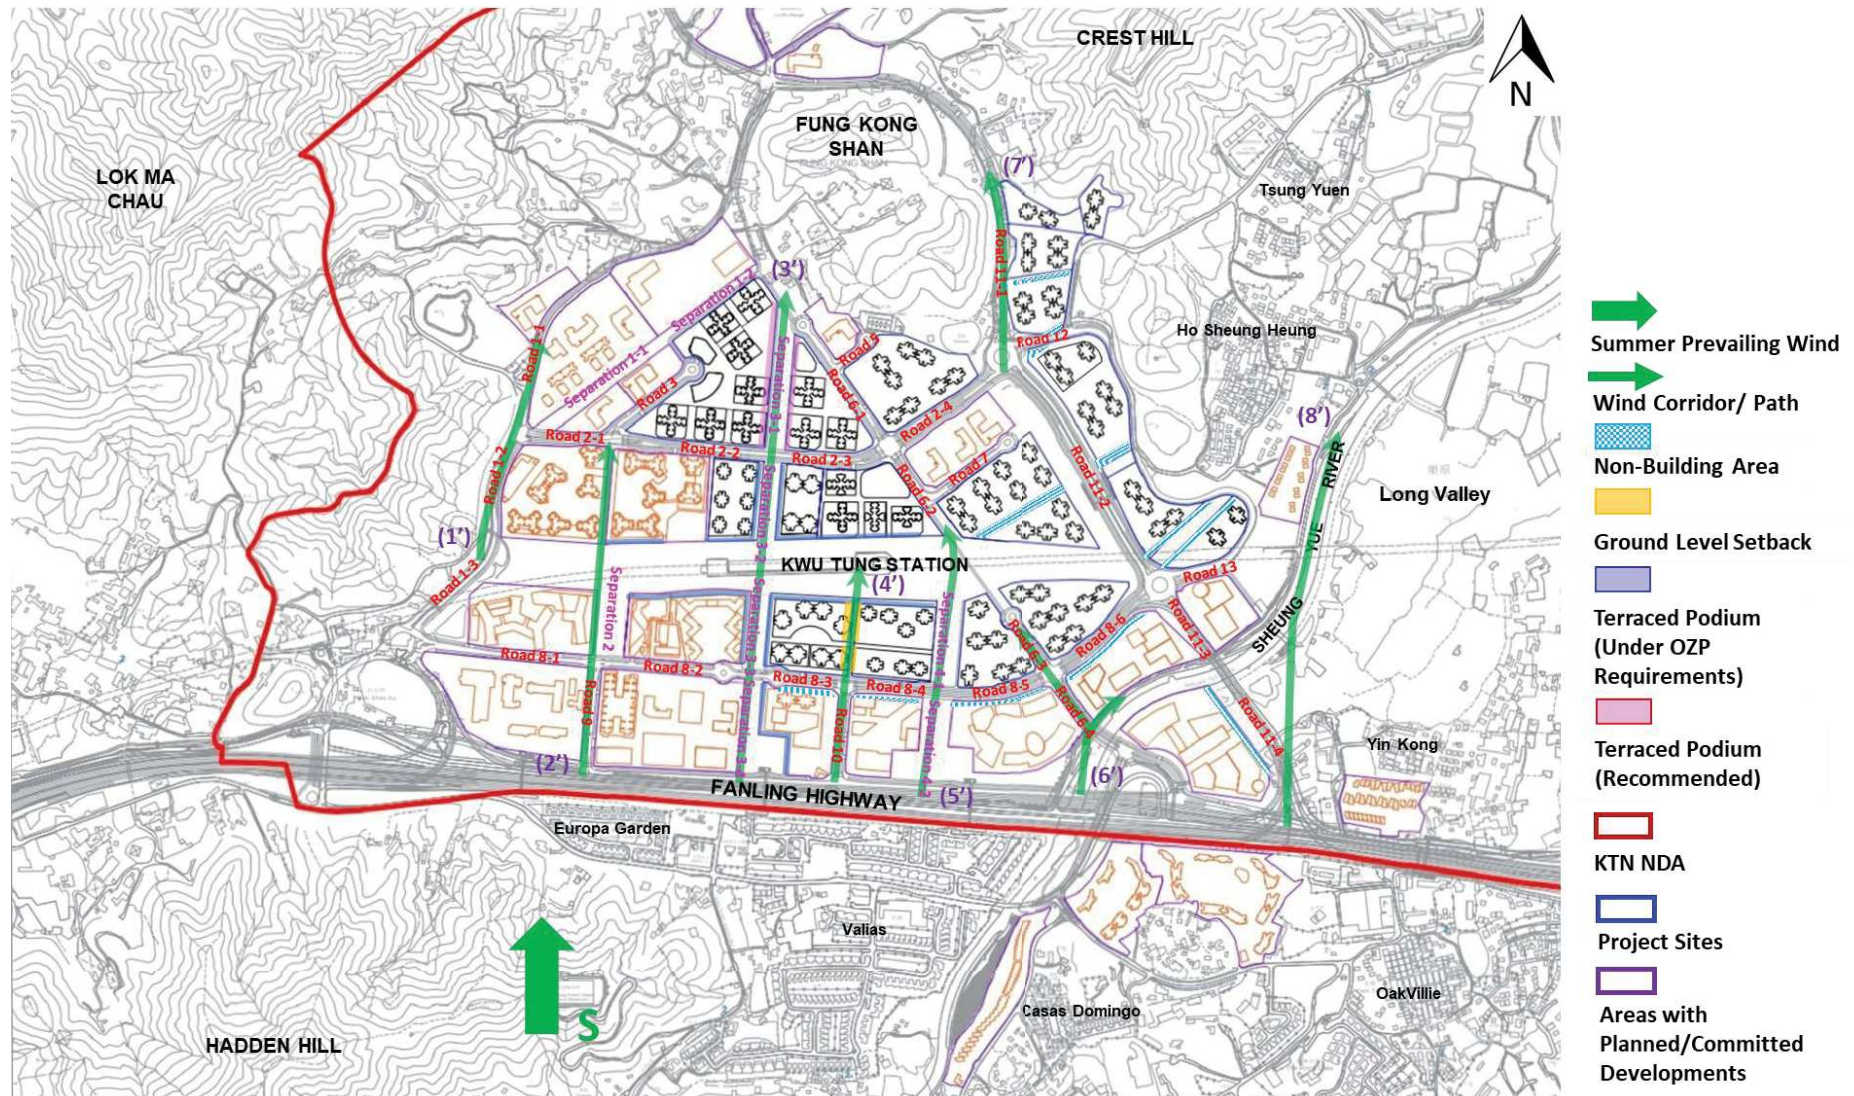 CREST HILL
N
FUNG KONG
SHAN
FUNG KONG SHAN
LOK MA
CHAU
(7')
Tsung Yuen
Road 11-1
Separation 1-2
(3')
Ho Sheung Heung
Road 12
Road 1-1
Separation 1-1
Road 3
Separation 3-1
Road 5
Road 6-1
Road 2-4
(8')
Road 2-1
Road 2-2
Road 2-3
Road 1-2
Road 7
Road 6-2
Road 11-2
Long Valley
Separation 3-2
(1')
SHEUNG YUE RIVER
KWU TUNG STATION
(4')
Road 1-3
Separation 2
Road 13
Road 8-6
Road 11-3
Road 6-3
Road 8-1
Road 8-2
Road 8-3
Road 8-4
Road 8-5
Road 9
Road 10
Road 6-4
Road 11-4
Yin Kong
(2')
(5')
(6')
FANLING HIGHWAY
Europa Garden
Valias
S
Casas Domingo
OakVillie
HADDEN HILL
Summer Prevailing Wind
Wind Corridor/ Path
Non-Building Area
Ground Level Setback
Terraced Podium
(Under OZP
Requirements)
Terraced Podium
(Recommended)
KTN NDA
Project Sites
Areas with
Planned/Committed
Developments